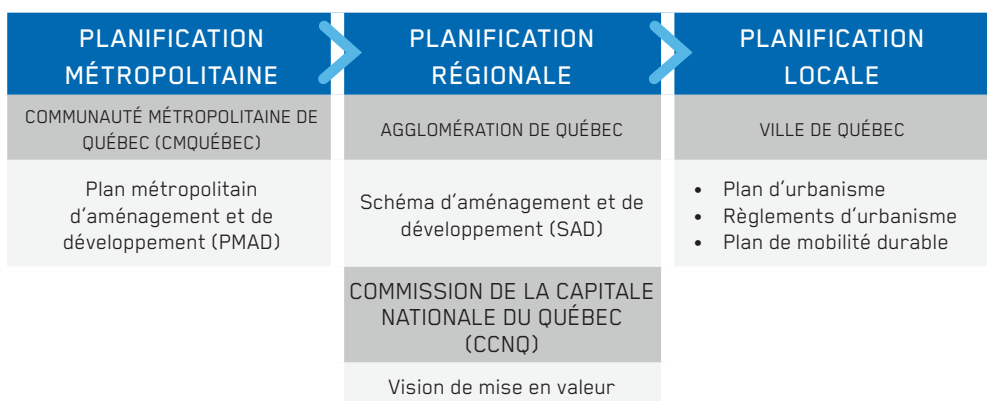 PLANIFICATION
MÉTROPOLITAINE
COMMUNAUTÉ MÉTROPOLITAINE DE
QUÉBEC (CMQUÉBEC)
Plan métropolitain
d'aménagement et de
développement (PMAD)
PLANIFICATION
RÉGIONALE
AGGLOMÉRATION DE QUÉBEC
Schéma d'aménagement et de
développement (SAD)
COMMISSION DE LA CAPITALE
NATIONALE DU QUÉBEC
(CCNQ)
Vision de mise en valeur
PLANIFICATION
LOCALE
VILLE DE QUÉBEC
• Plan d'urbanisme
• Règlements d'urbanisme
• Plan de mobilité durable